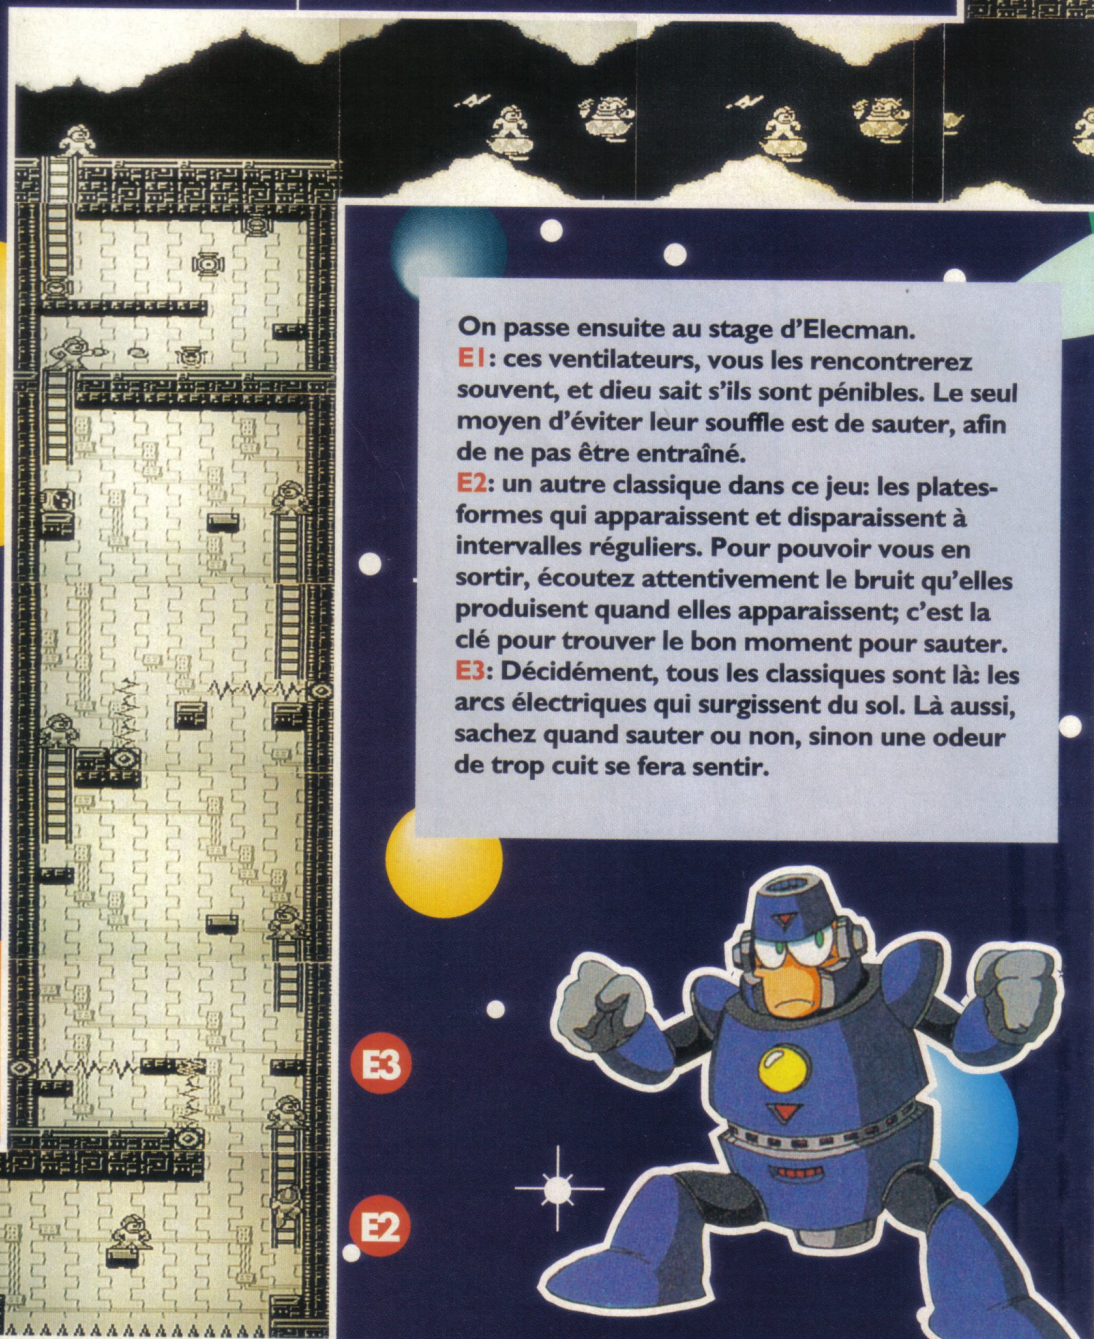 On passe ensuite au stage d'Elecman.
E1: ces ventilateurs, vous les rencontrerez
souvent, et dieu sait s'ils sont pénibles. Le seul
moyen d'éviter leur souffle est de sauter, afin
de ne pas être entraîné.
E2: un autre classique dans ce jeu: les plates-
formes qui apparaissent et disparaissent à
intervalles réguliers. Pour pouvoir vous en
sortir, écoutez attentivement le bruit qu'elles
produisent quand elles apparaissent; c'est la
clé pour trouver le bon moment pour sauter.
E3: Décidément, tous les classiques sont là: les
arcs électriques qui surgissent du sol. Là aussi,
sachez quand sauter ou non, sinon une odeur
de trop cuit se fera sentir.
E3
E2